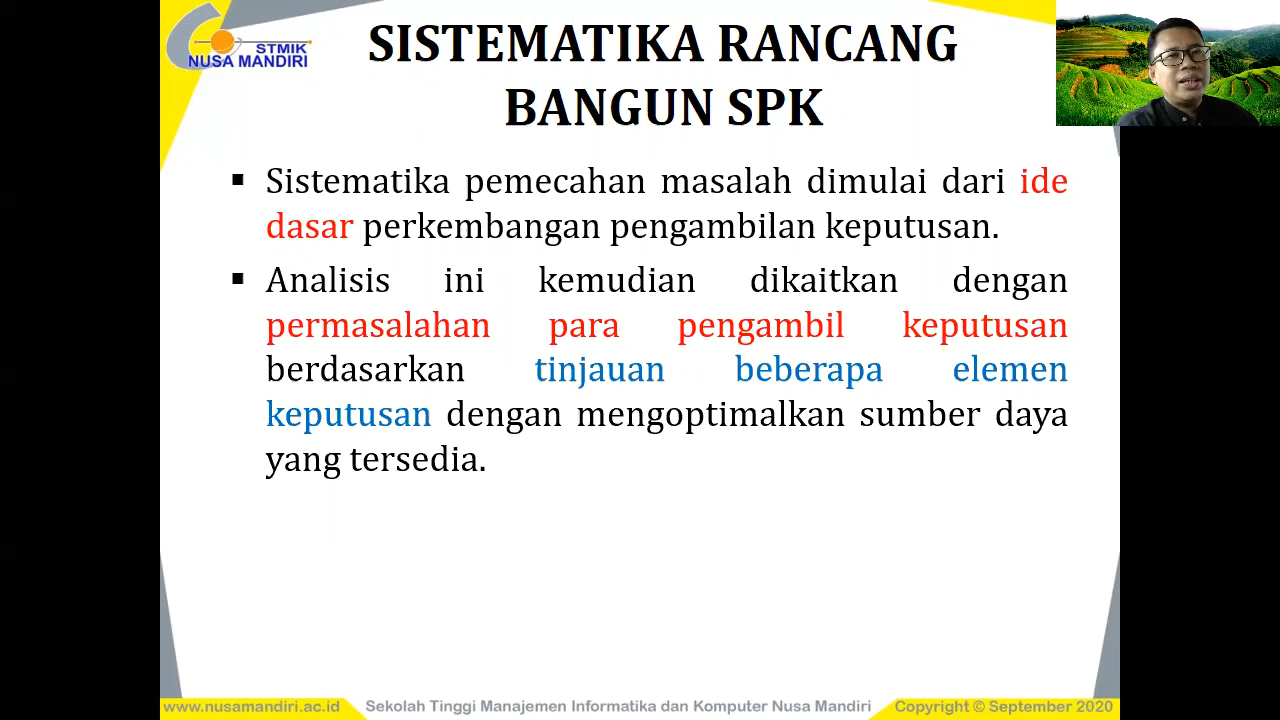 STMIK
NUSA MANDIRI
SISTEMATIKA RANCANG
BANGUN SPK
▪ Sistematika pemecahan masalah dimulai dari ide
dasar perkembangan pengambilan keputusan.
▪ Analisis ini kemudian dikaitkan dengan
permasalahan para pengambil keputusan
berdasarkan tinjauan beberapa elemen
keputusan dengan mengoptimalkan sumber daya
yang tersedia.
www.nusamandiri.ac.id Sekolah Tinggi Manajemen Informatika dan Komputer Nusa Mandiri Copyright © September 2020